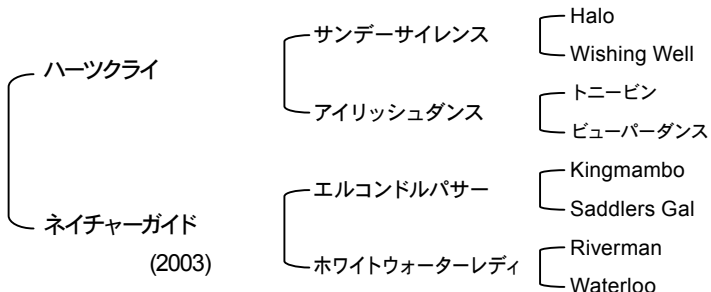 ハーツクライ
サンデーサイレンス
Halo
Wishing Well
アイリッシュダンス
トニービン
ビューパーダンス
ネイチャーガイド
(2003)
エルコンドルパサー
Kingmambo
Saddlers Gal
ホワイトウォーターレディ
Riverman
Waterloo